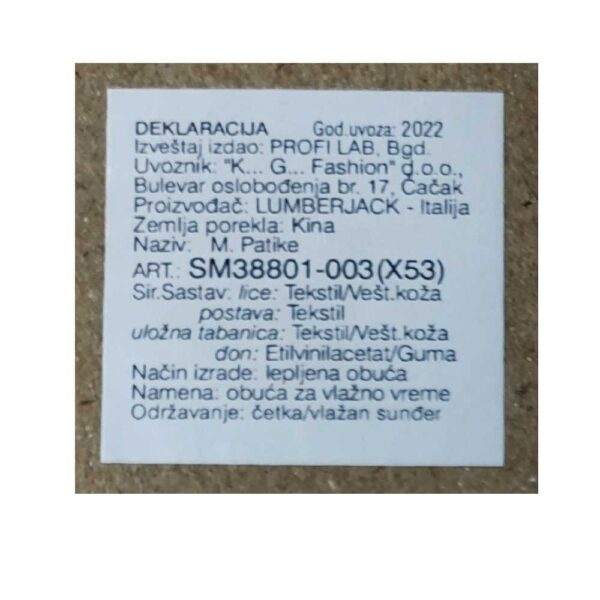 DEKLARACIJA God.uvoza: 2022
Izveštaj izdao: PROFI LAB, Bgd.
Uvoznik: "K... G... Fashion" d.o.o.,
Bulevar oslobođenja br. 17, Čačak
Proizvođač: LUMBERJACK - Italija
Zemlja porekla: Kina
Naziv: M. Patike
ART.: SM38801-003(X53)
Sir.Sastav: lice: Tekstil/Vešt.koža
postava: Tekstil
uložna tabanica: Tekstil/Vešt.koža
đon: Etilvinilacetat/Guma
Način izrade: lepljena obuća
Namena: obuća za vlažno vreme
Održavanje: četka/vlažan sunđer